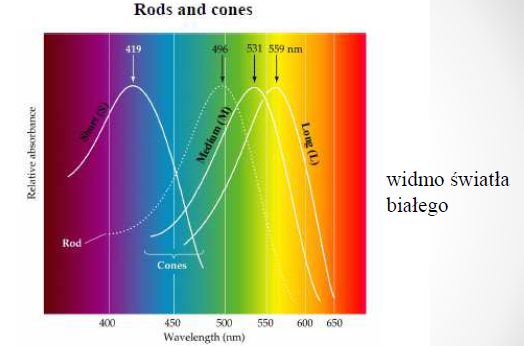 Rods and cones
419
496
531
559 nm
Short (S)
Medium (M)
Long (L)
Relative absorbance
Rod
Cones
400
450
500
550
600
650
Wavelength (nm)
widmo światła
białego